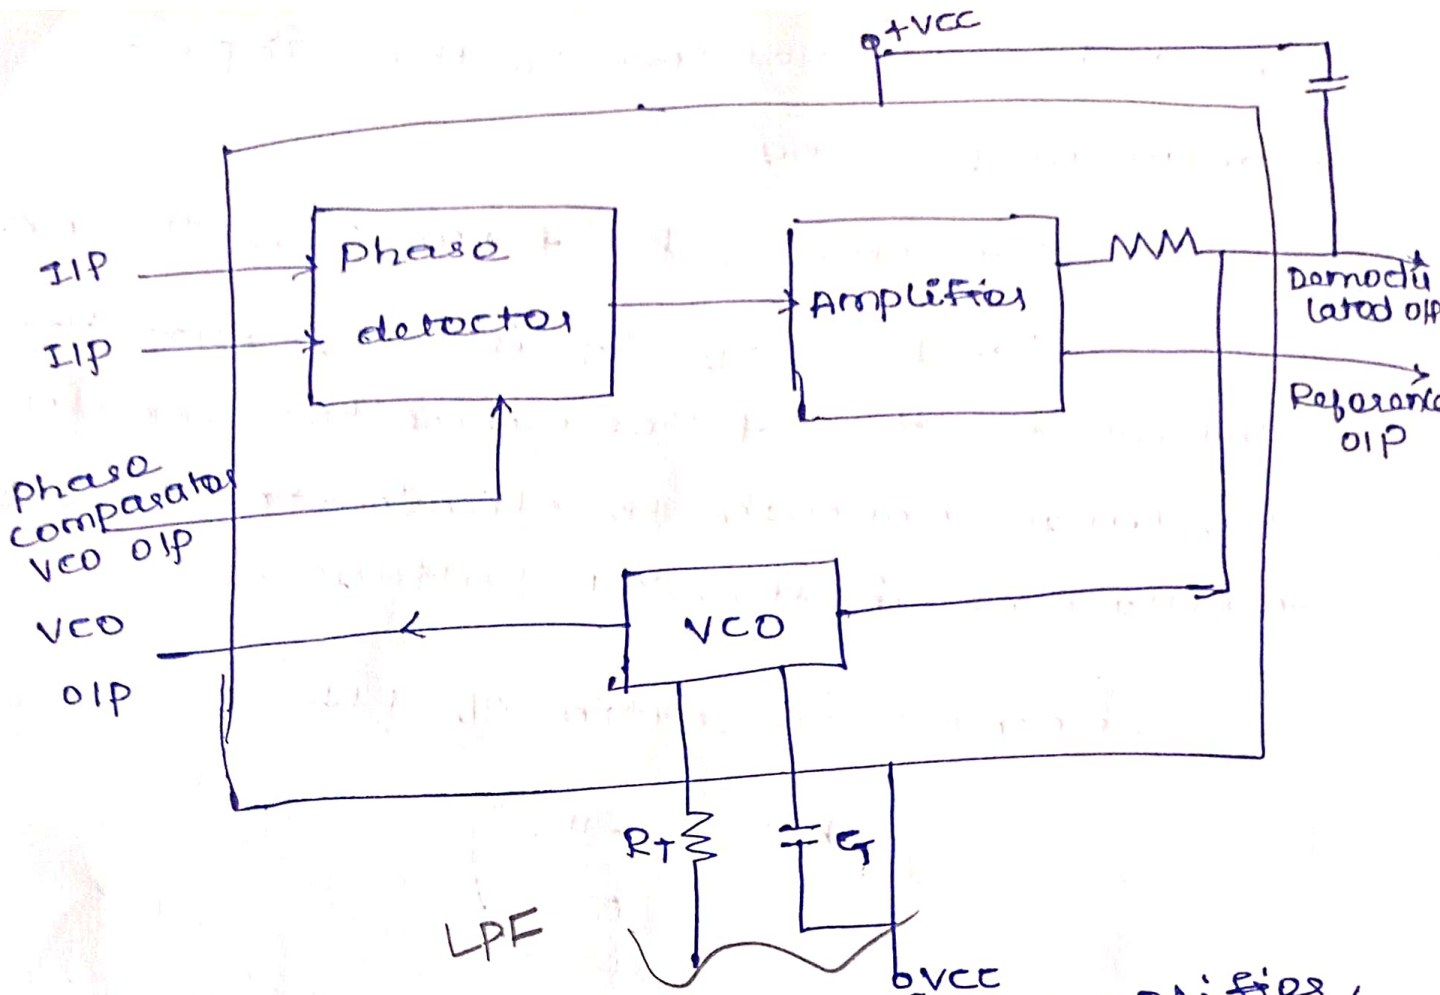 +VCC
I/P
Phase
detector
Amplifier
Demodu
lated O/P
I/P
Reference
O/P
Phase
comparator
VCO O/P
VCO
O/P
VCO
RT
CT
LPF
VCC